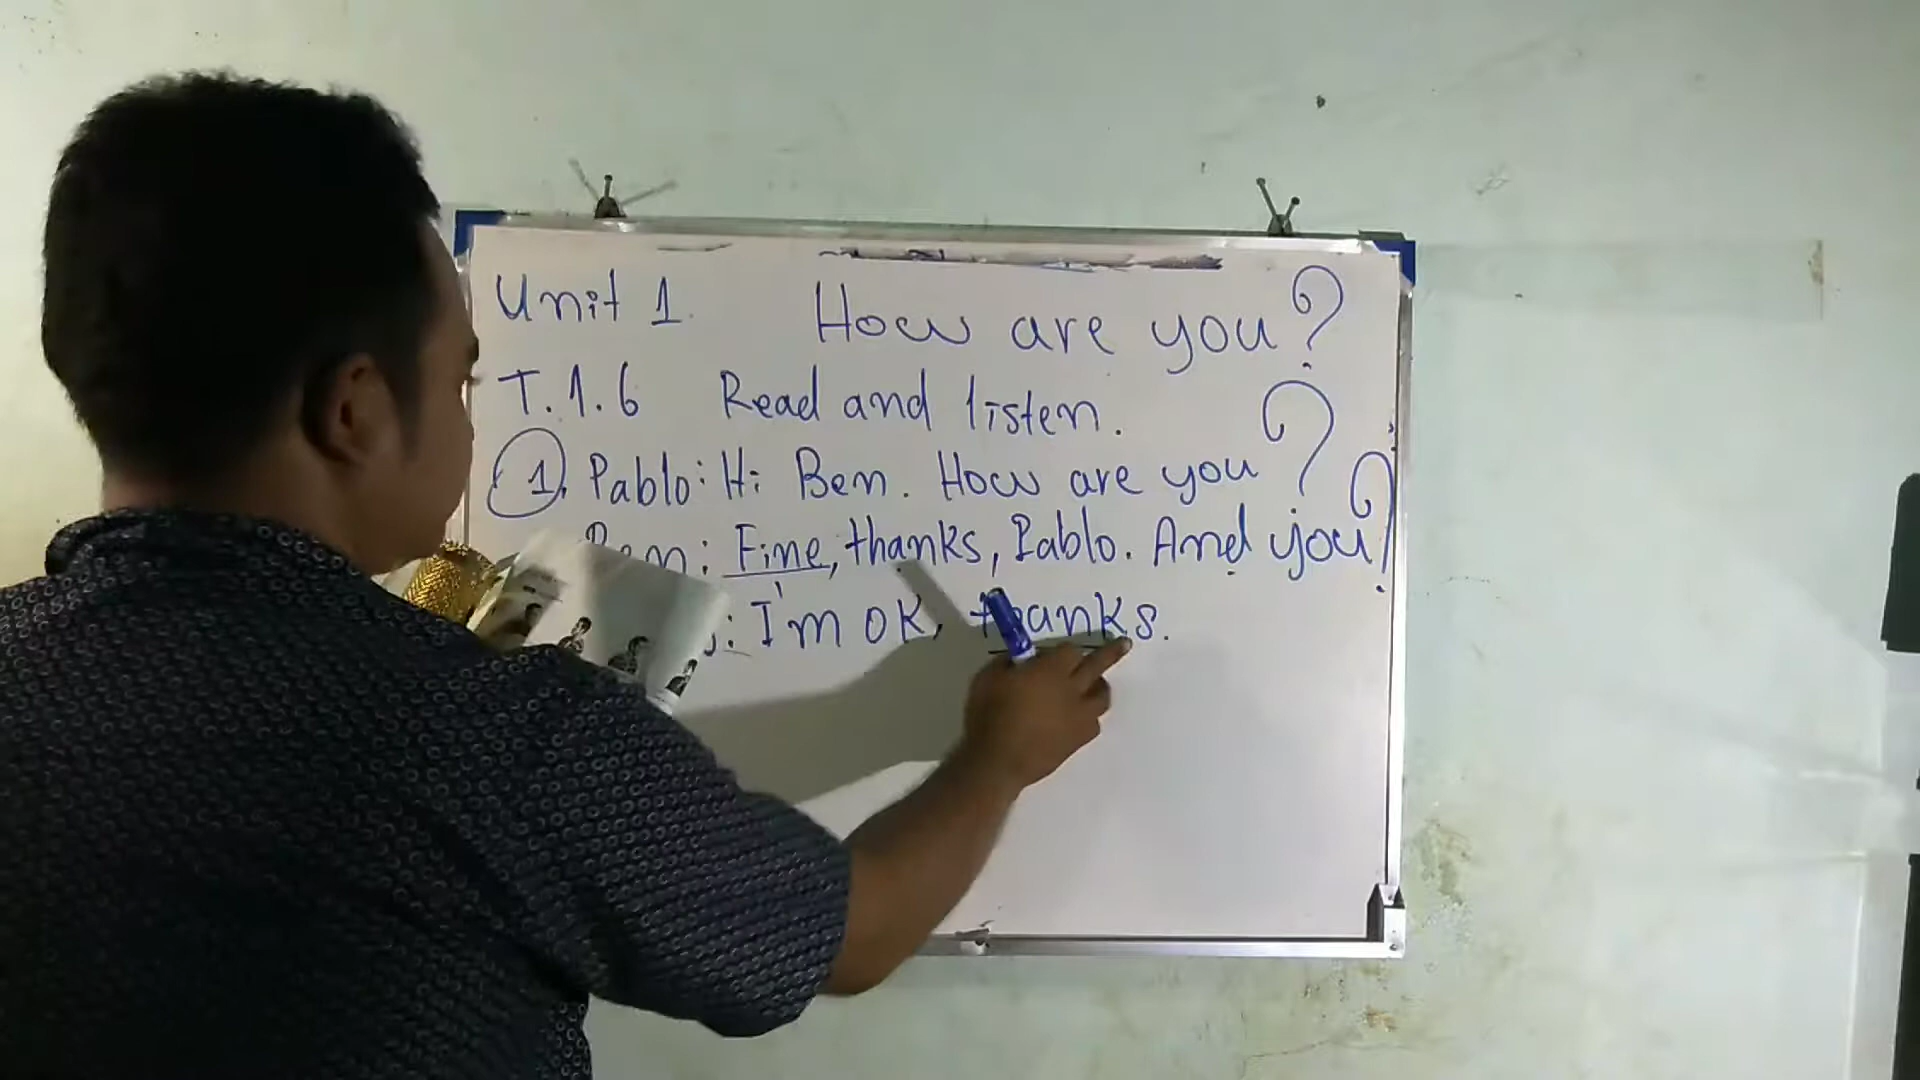 Unit 1. How are you?
T.1.6 Read and listen.
1. Pablo: Hi Ben. How are you?
Ben: Fine, thanks, Pablo. And you?
: I'm OK, thanks.